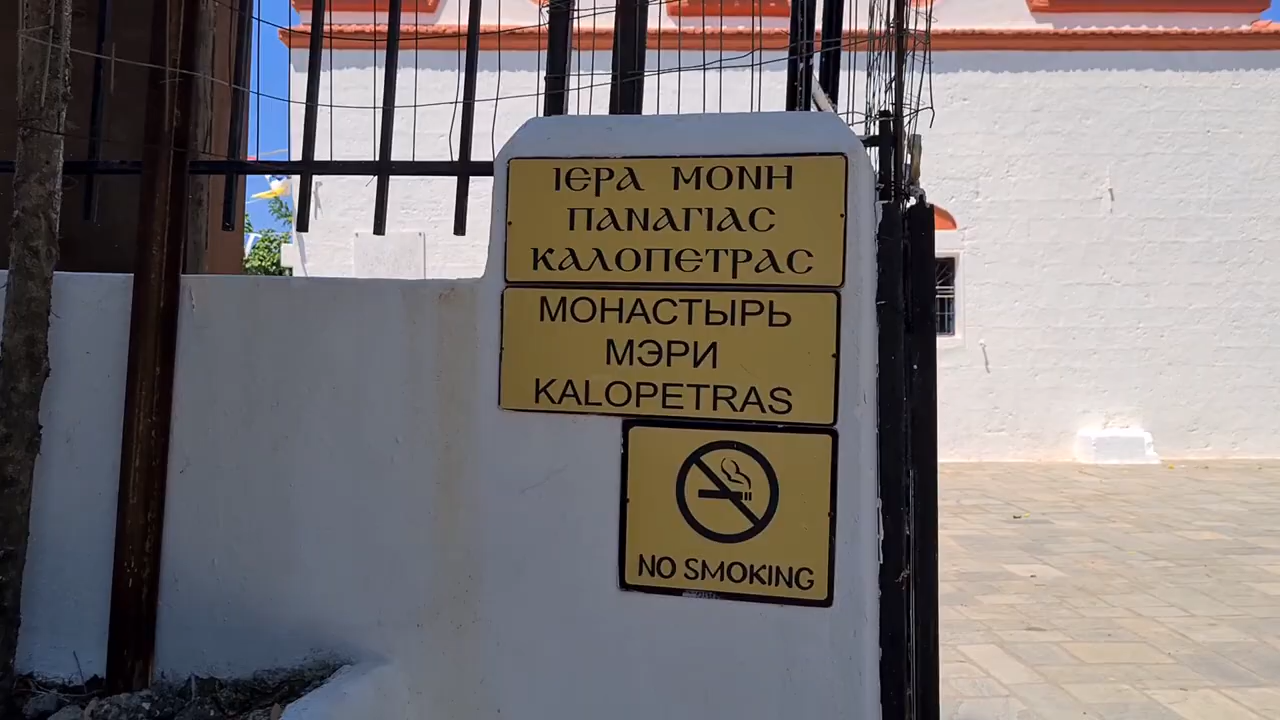 ΙΕΡΑ ΜΟΝΗ
ΠΑΝΑΓΙΑΣ
ΚΑΛΟΠΕΤΡΑΣ
МОНАСТЫРЬ
МЭРИ
KALOPETRAS
NO SMOKING